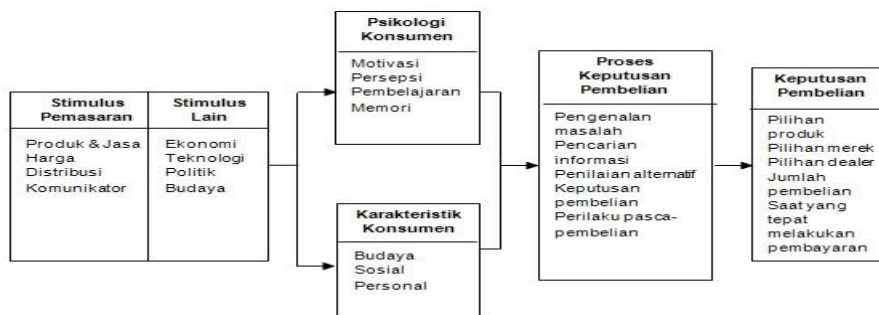 Stimulus
Pemasaran
Produk & Jasa
Harga
Distribusi
Komunikator
Stimulus
Lain
Ekonomi
Teknologi
Politik
Budaya
Psikologi
Konsumen
Motivasi
Persepsi
Pembelajaran
Memori
Karakteristik
Konsumen
Budaya
Sosial
Personal
Proses
Keputusan
Pembelian
Pengenalan
masalah
Pencarian
informasi
Penilaian alternatif
Keputusan
pembelian
Perilaku pasca-
pembelian
Keputusan
Pembelian
Pilihan
produk
Pilihan merek
Pilihan dealer
Jumlah
pembelian
Saat yang
tepat
melakukan
pembayaran